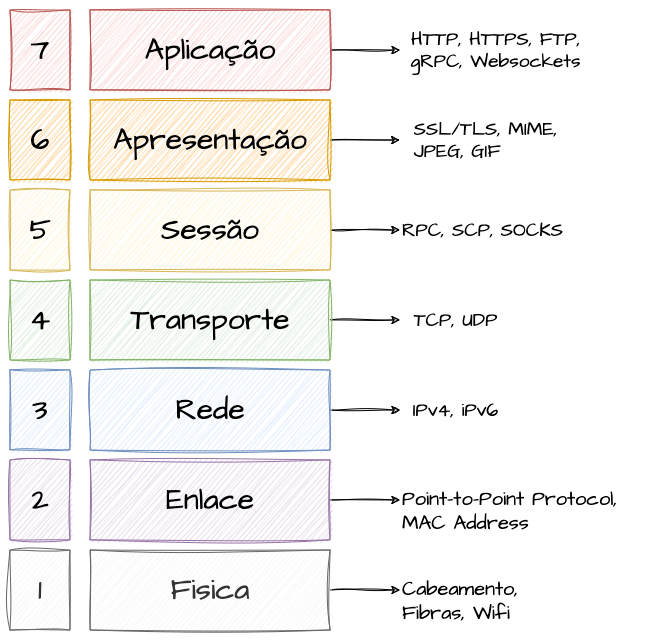 7
Aplicação
HTTP, HTTPS, FTP,
gRPC, Websockets
6
Apresentação
SSL/TLS, MIME,
JPEG, GIF
5
Sessão
RPC, SCP, SOCKS
4
Transporte
TCP, UDP
3
Rede
IPv4, iPv6
2
Enlace
Point-to-Point Protocol,
MAC Address
1
Fisica
Cabeamento,
Fibras, Wifi